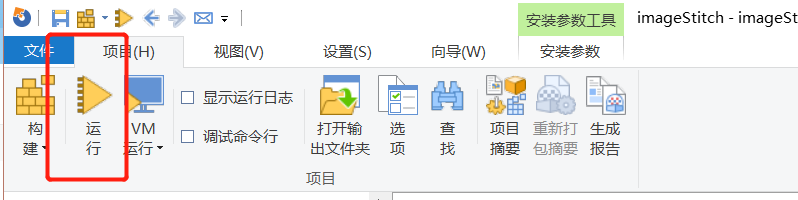 安装参数工具 imageStitch - imageSt
文件 项目(H) 视图(V) 设置(S) 向导(W) 安装参数
构
建
运
行
VM
运行
显示运行日志
调试命令行
打开输
出文件夹
选
项
查
找
项目
摘要
重新打
包摘要
生成
报告
项目